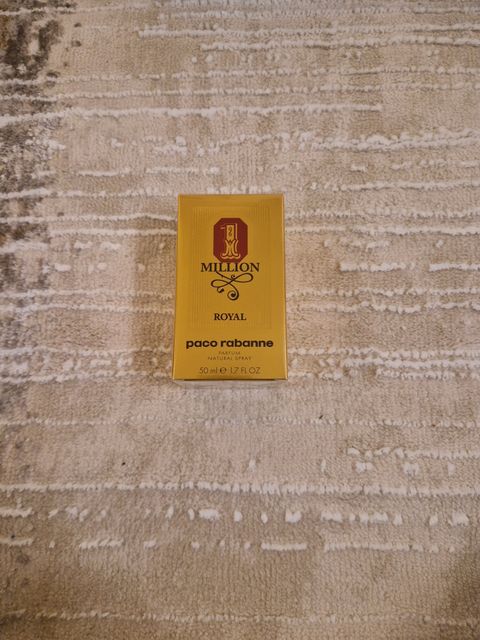 1
MILLION
ROYAL
paco rabanne
PARFUM
NATURAL SPRAY
50 ml ℮ 1.7 FL OZ